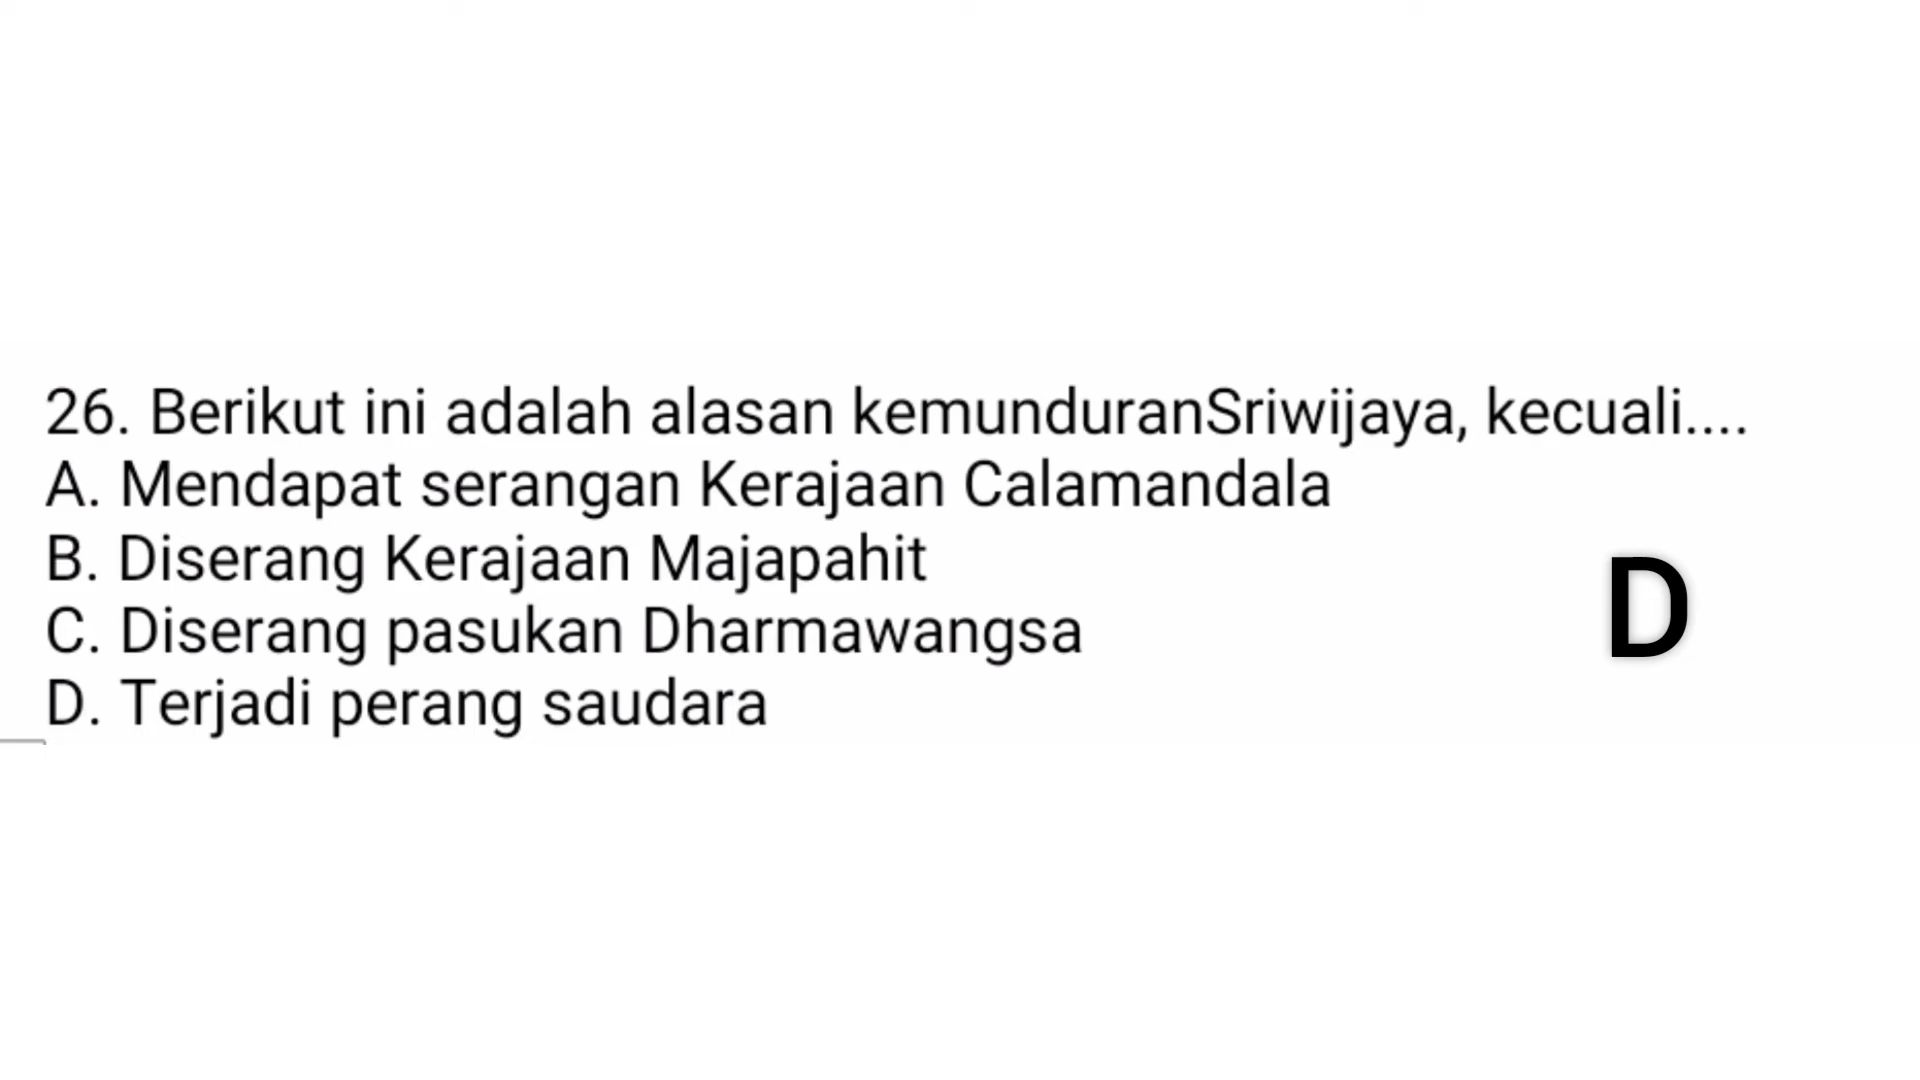 26. Berikut ini adalah alasan kemunduranSriwijaya, kecuali....
A. Mendapat serangan Kerajaan Calamandala
B. Diserang Kerajaan Majapahit
C. Diserang pasukan Dharmawangsa
D. Terjadi perang saudara
D